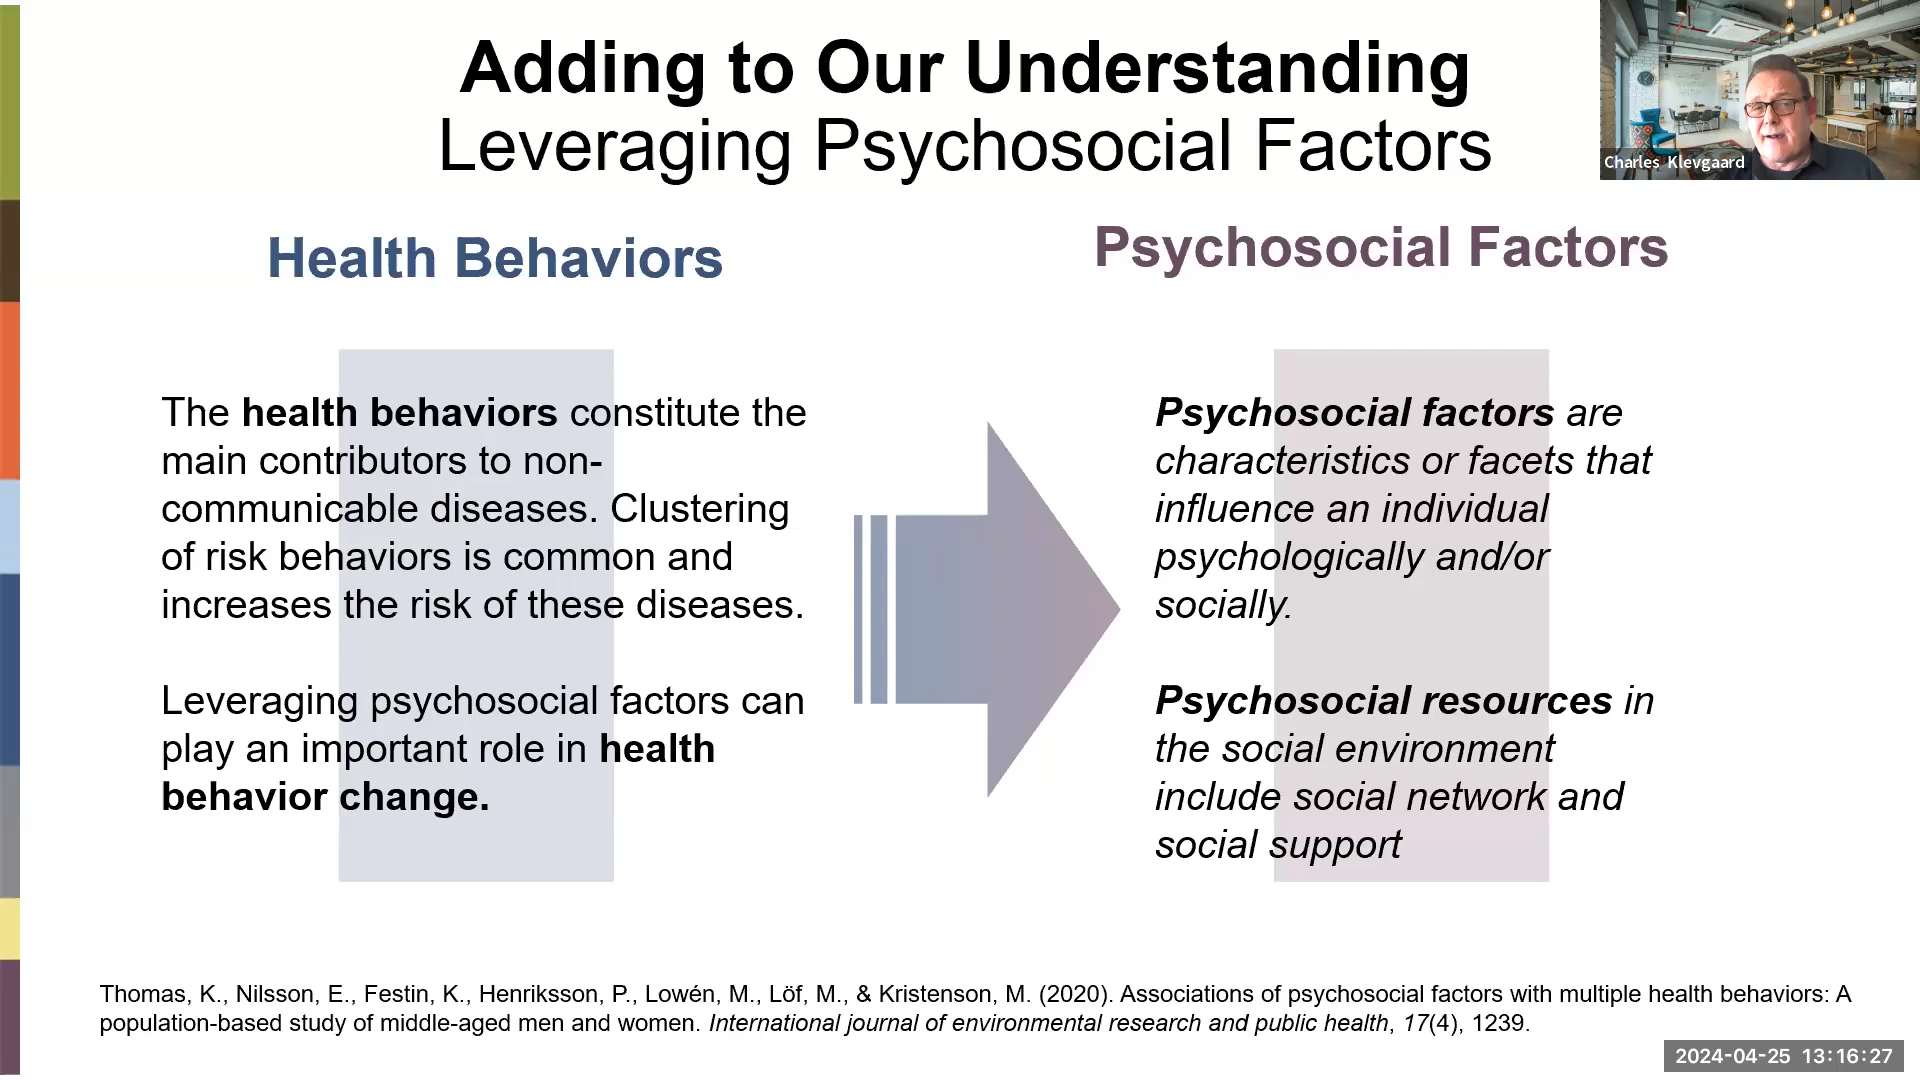 Adding to Our Understanding
Leveraging Psychosocial Factors
Charles Klevgaard
Health Behaviors
The health behaviors constitute the
main contributors to non-
communicable diseases. Clustering
of risk behaviors is common and
increases the risk of these diseases.
Leveraging psychosocial factors can
play an important role in health
behavior change.
Psychosocial Factors
Psychosocial factors are
characteristics or facets that
influence an individual
psychologically and/or
socially.
Psychosocial resources in
the social environment
include social network and
social support
Thomas, K., Nilsson, E., Festin, K., Henriksson, P., Lowén, M., Löf, M., & Kristenson, M. (2020). Associations of psychosocial factors with multiple health behaviors: A
population-based study of middle-aged men and women. International journal of environmental research and public health, 17(4), 1239.
2024-04-25 13:16:27